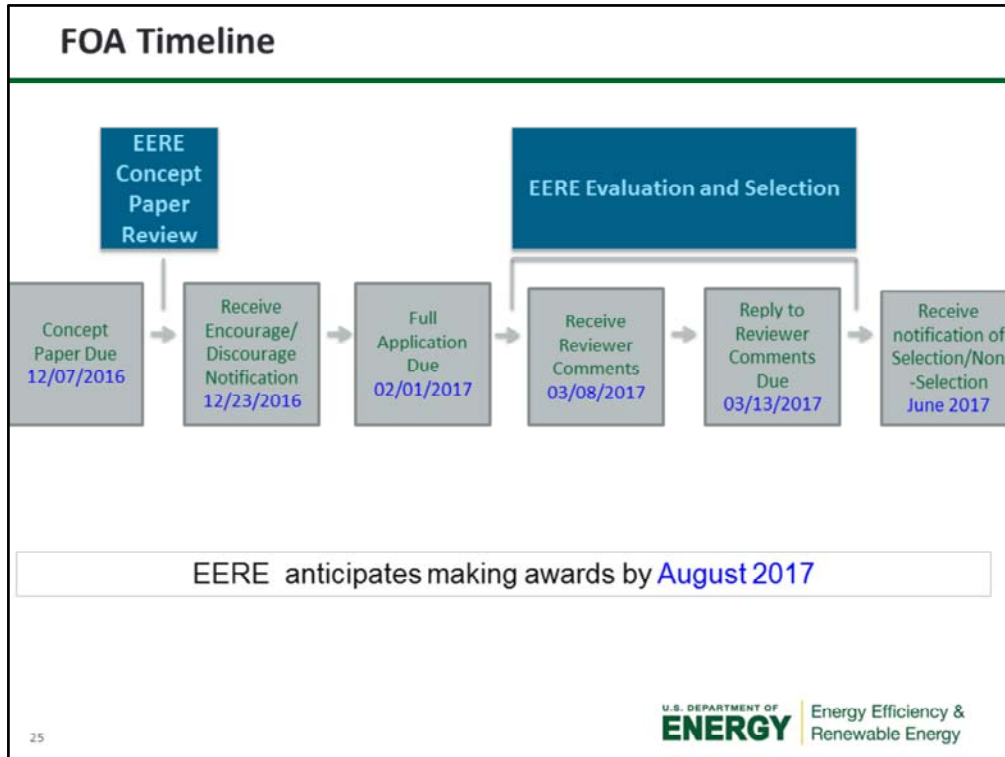 FOA Timeline
EERE
Concept
Paper
Review
EERE Evaluation and Selection
Concept
Paper Due
12/07/2016
Receive
Encourage/
Discourage
Notification
12/23/2016
Full
Application
Due
02/01/2017
Receive
Reviewer
Comments
03/08/2017
Reply to
Reviewer
Comments
Due
03/13/2017
Receive
notification of
Selection/Non
-Selection
June 2017
EERE anticipates making awards by August 2017
25
U.S. DEPARTMENT OF
ENERGY
Energy Efficiency &
Renewable Energy